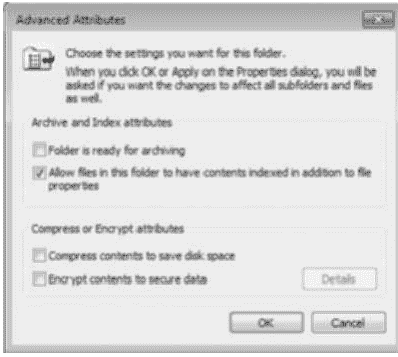 Advanced Attributes
Choose the settings you want for this folder.
When you click OK or Apply on the Properties dialog, you will be
asked if you want the changes to affect all subfolders and files
as well.
Archive and Index attributes
Folder is ready for archiving
Allow files in this folder to have contents indexed in addition to file
properties
Compress or Encrypt attributes
Compress contents to save disk space
Encrypt contents to secure data
Details
OK
Cancel